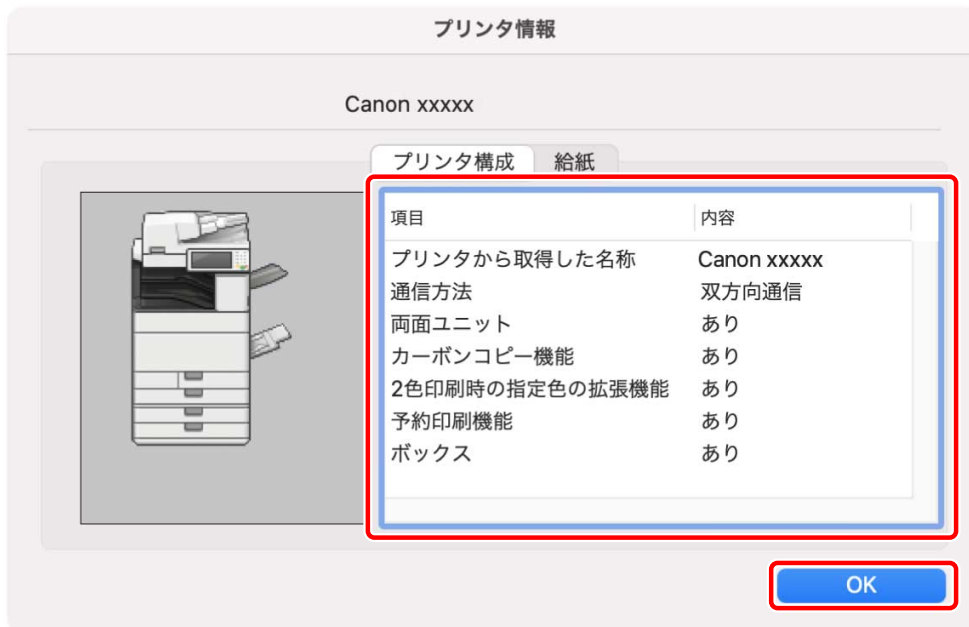 プリンタ情報
Canon xxxxx
プリンタ構成 給紙
項目 内容
プリンタから取得した名称 Canon xxxxx
通信方法 双方向通信
両面ユニット あり
カーボンコピー機能 あり
2色印刷時の指定色の拡張機能 あり
予約印刷機能 あり
ボックス あり
OK